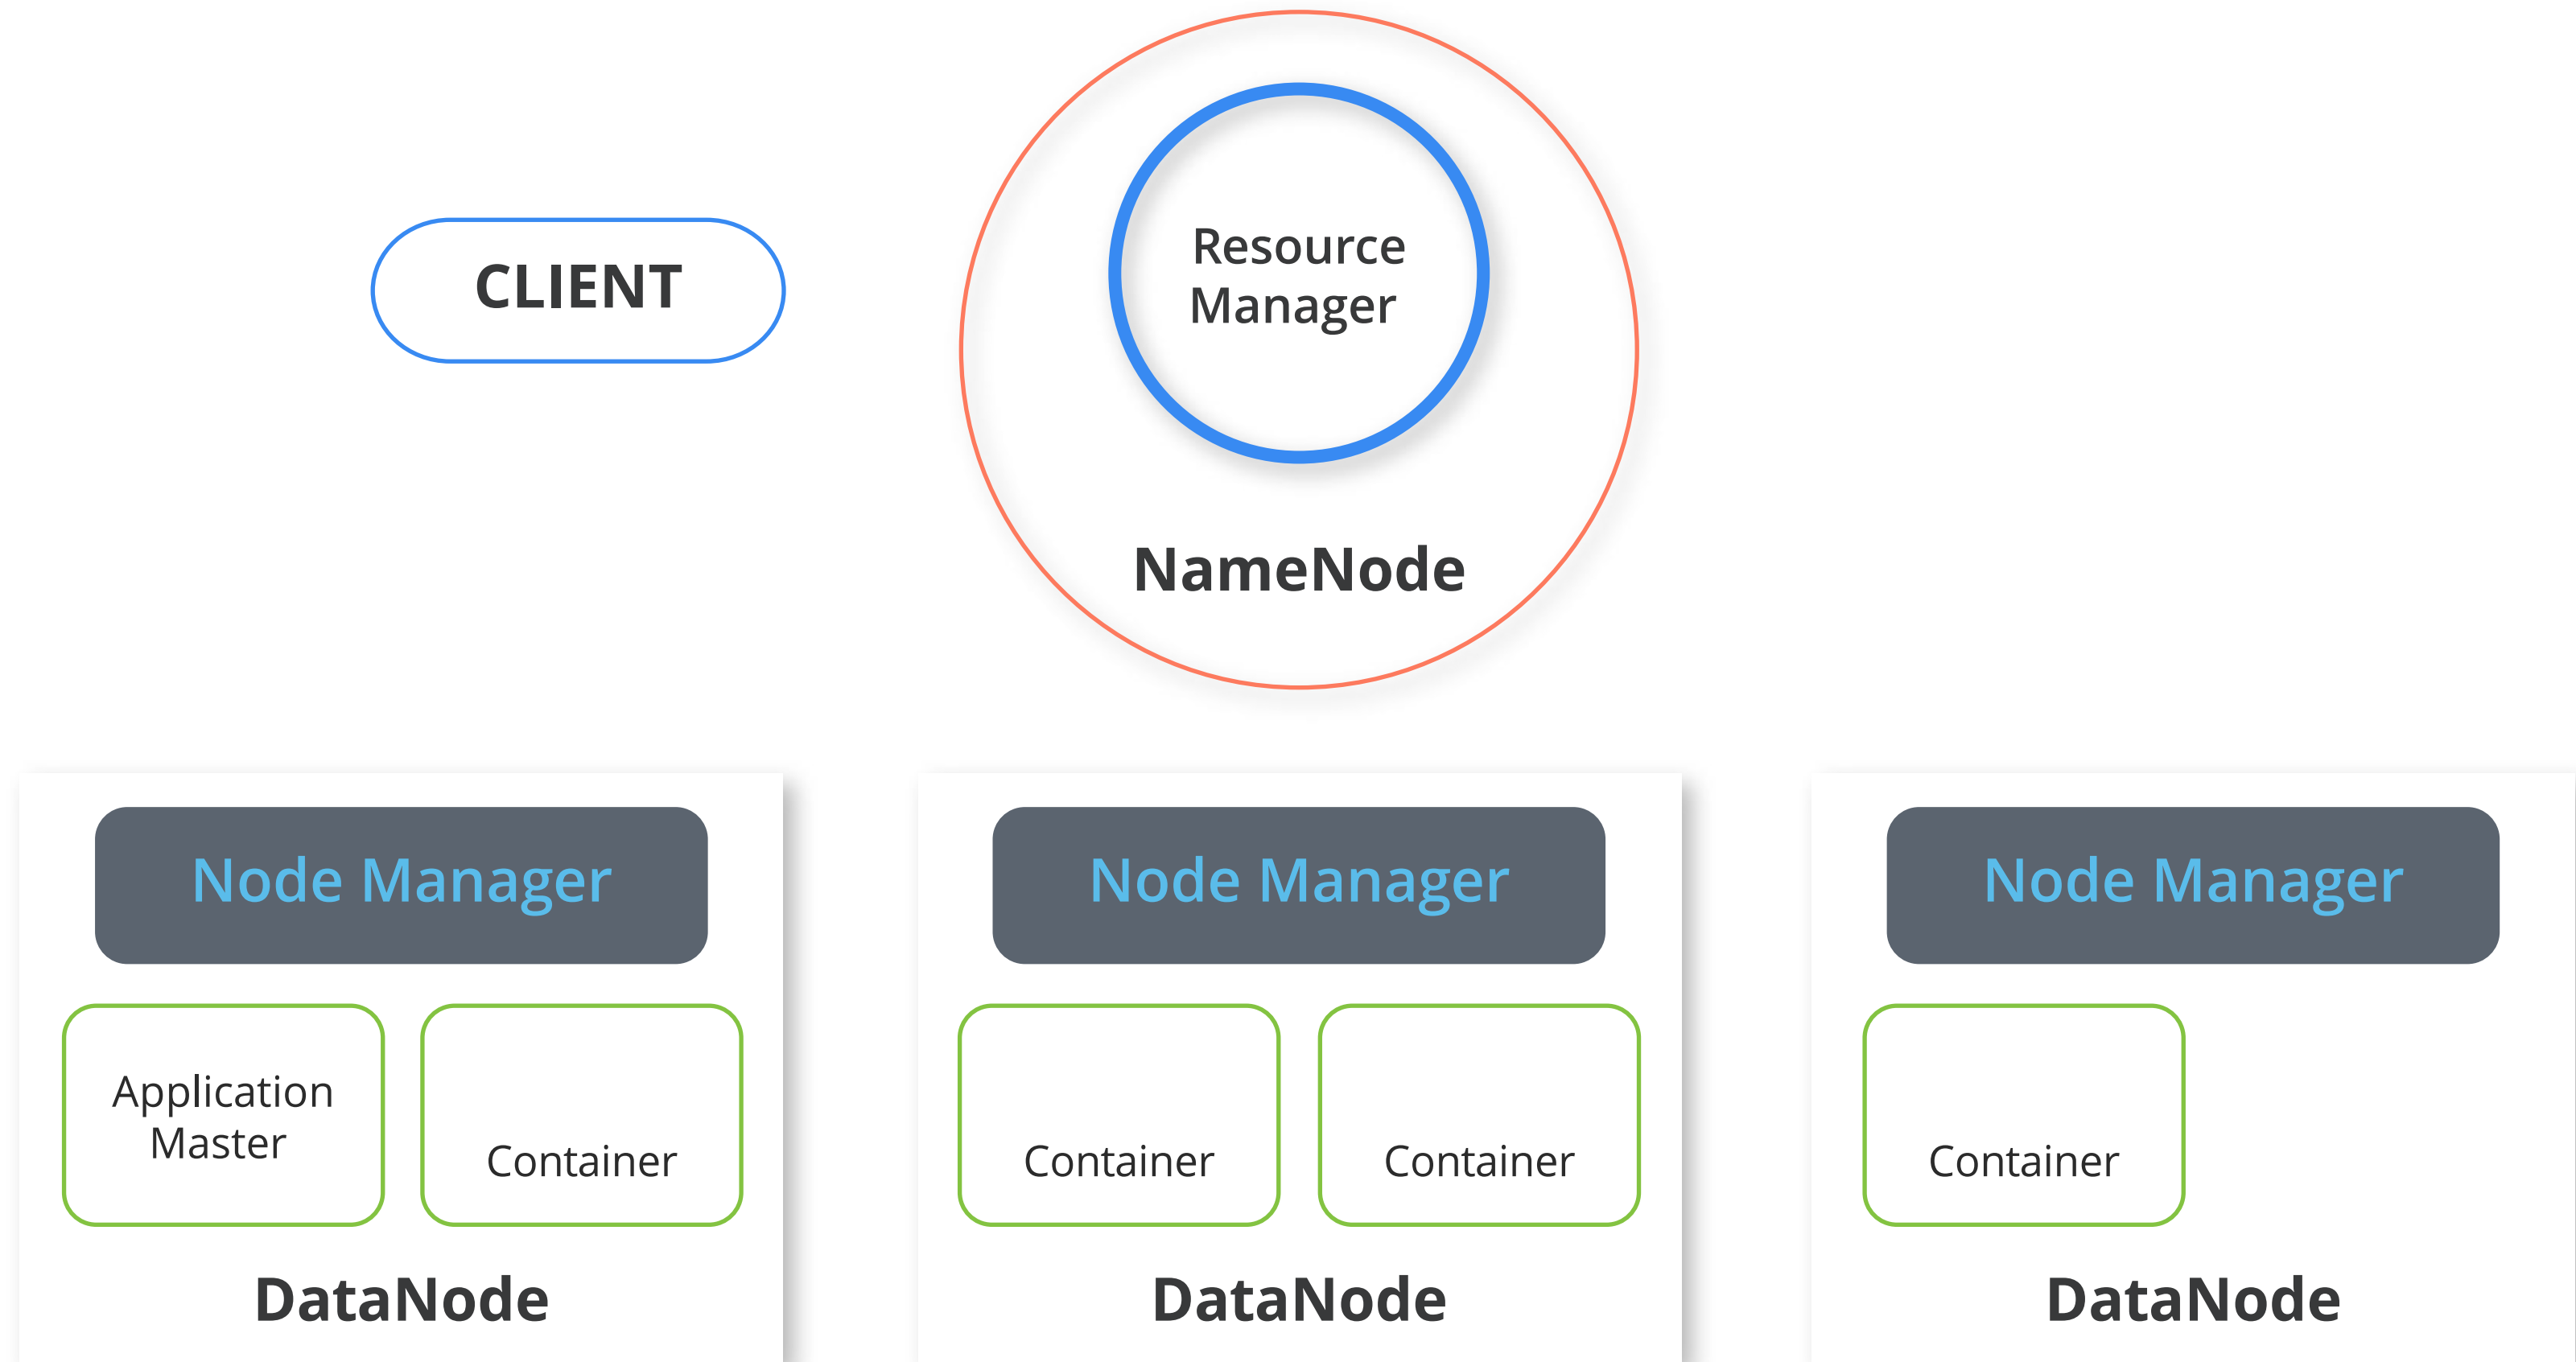 CLIENT
Resource
Manager
NameNode
Node Manager
Application
Master
Container
DataNode
Node Manager
Container
Container
DataNode
Node Manager
Container
DataNode